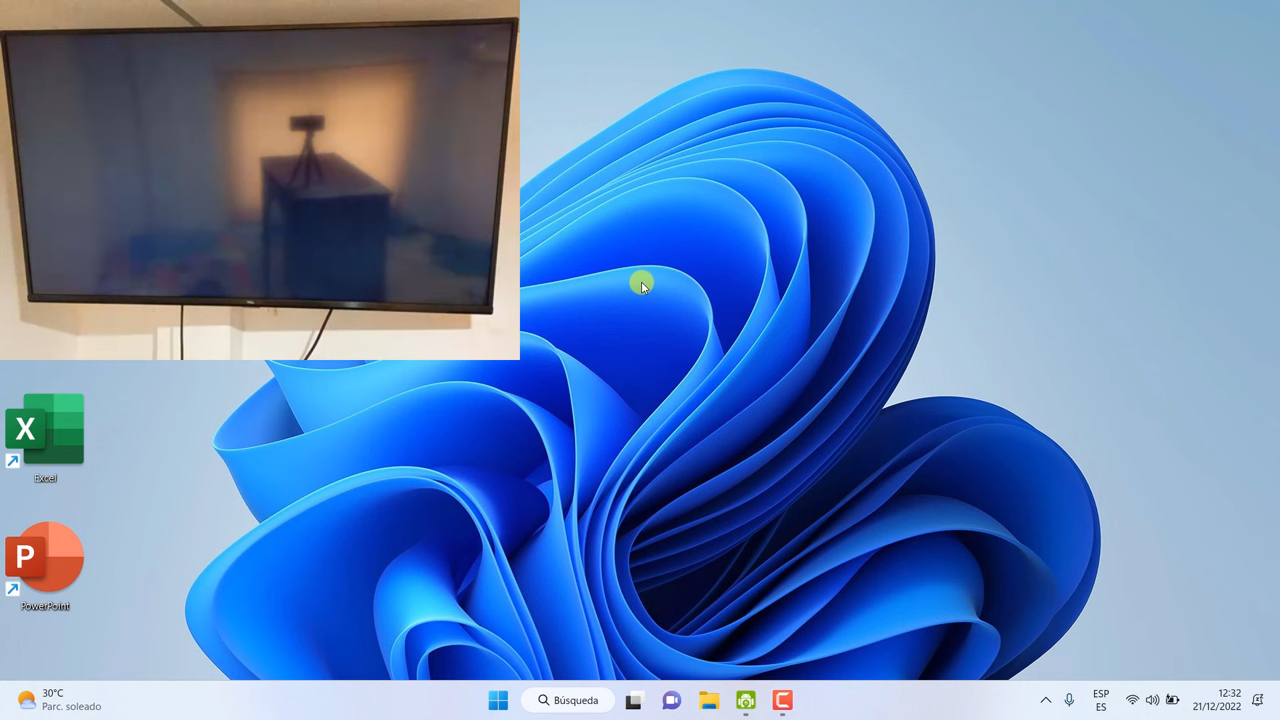 X
Excel
P
PowerPoint
30°C
Parc. soleado
Búsqueda
ESP
ES
12:32
21/12/2022